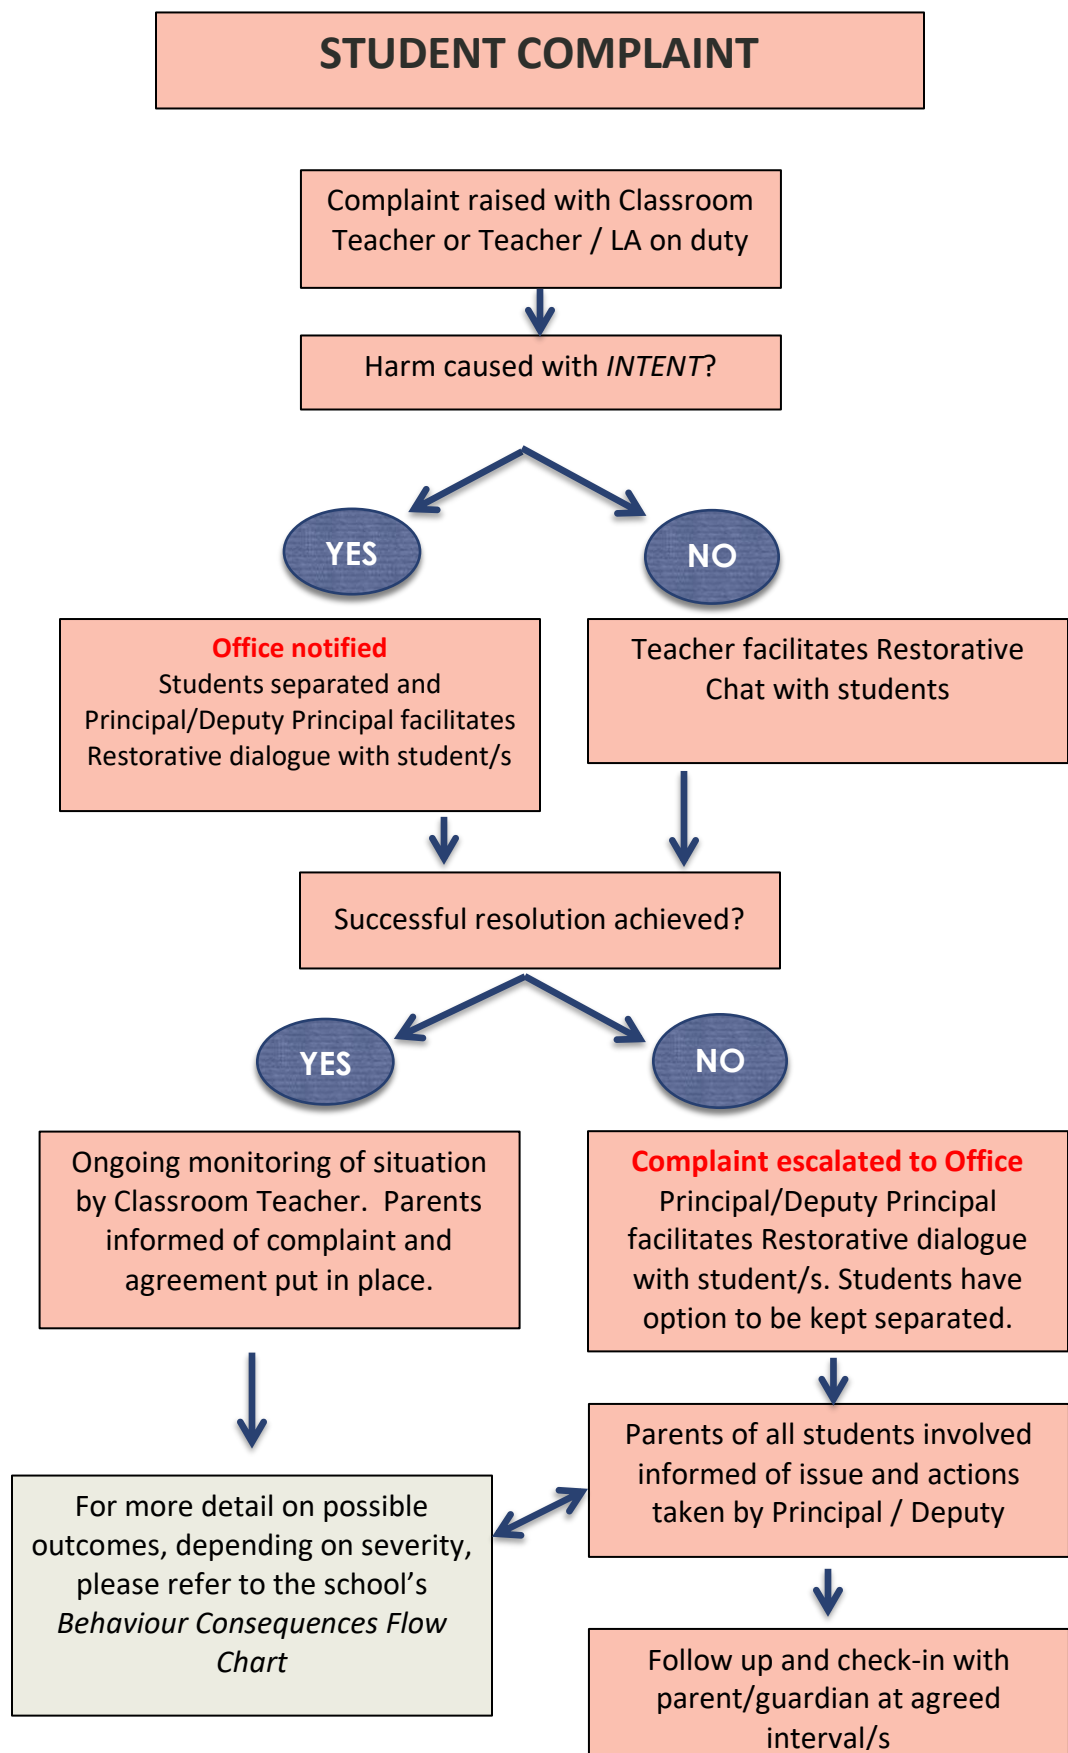 STUDENT COMPLAINT
Complaint raised with Classroom
Teacher or Teacher / LA on duty
Harm caused with INTENT?
YES
NO
Office notified
Students separated and
Principal/Deputy Principal facilitates
Restorative dialogue with student/s
Teacher facilitates Restorative
Chat with students
Successful resolution achieved?
YES
NO
Ongoing monitoring of situation
by Classroom Teacher.  Parents
informed of complaint and
agreement put in place.
Complaint escalated to Office
Principal/Deputy Principal
facilitates Restorative dialogue
with student/s. Students have
option to be kept separated.
Parents of all students involved
informed of issue and actions
taken by Principal / Deputy
For more detail on possible
outcomes, depending on severity,
please refer to the school’s
Behaviour Consequences Flow
Chart
Follow up and check-in with
parent/guardian at agreed
interval/s